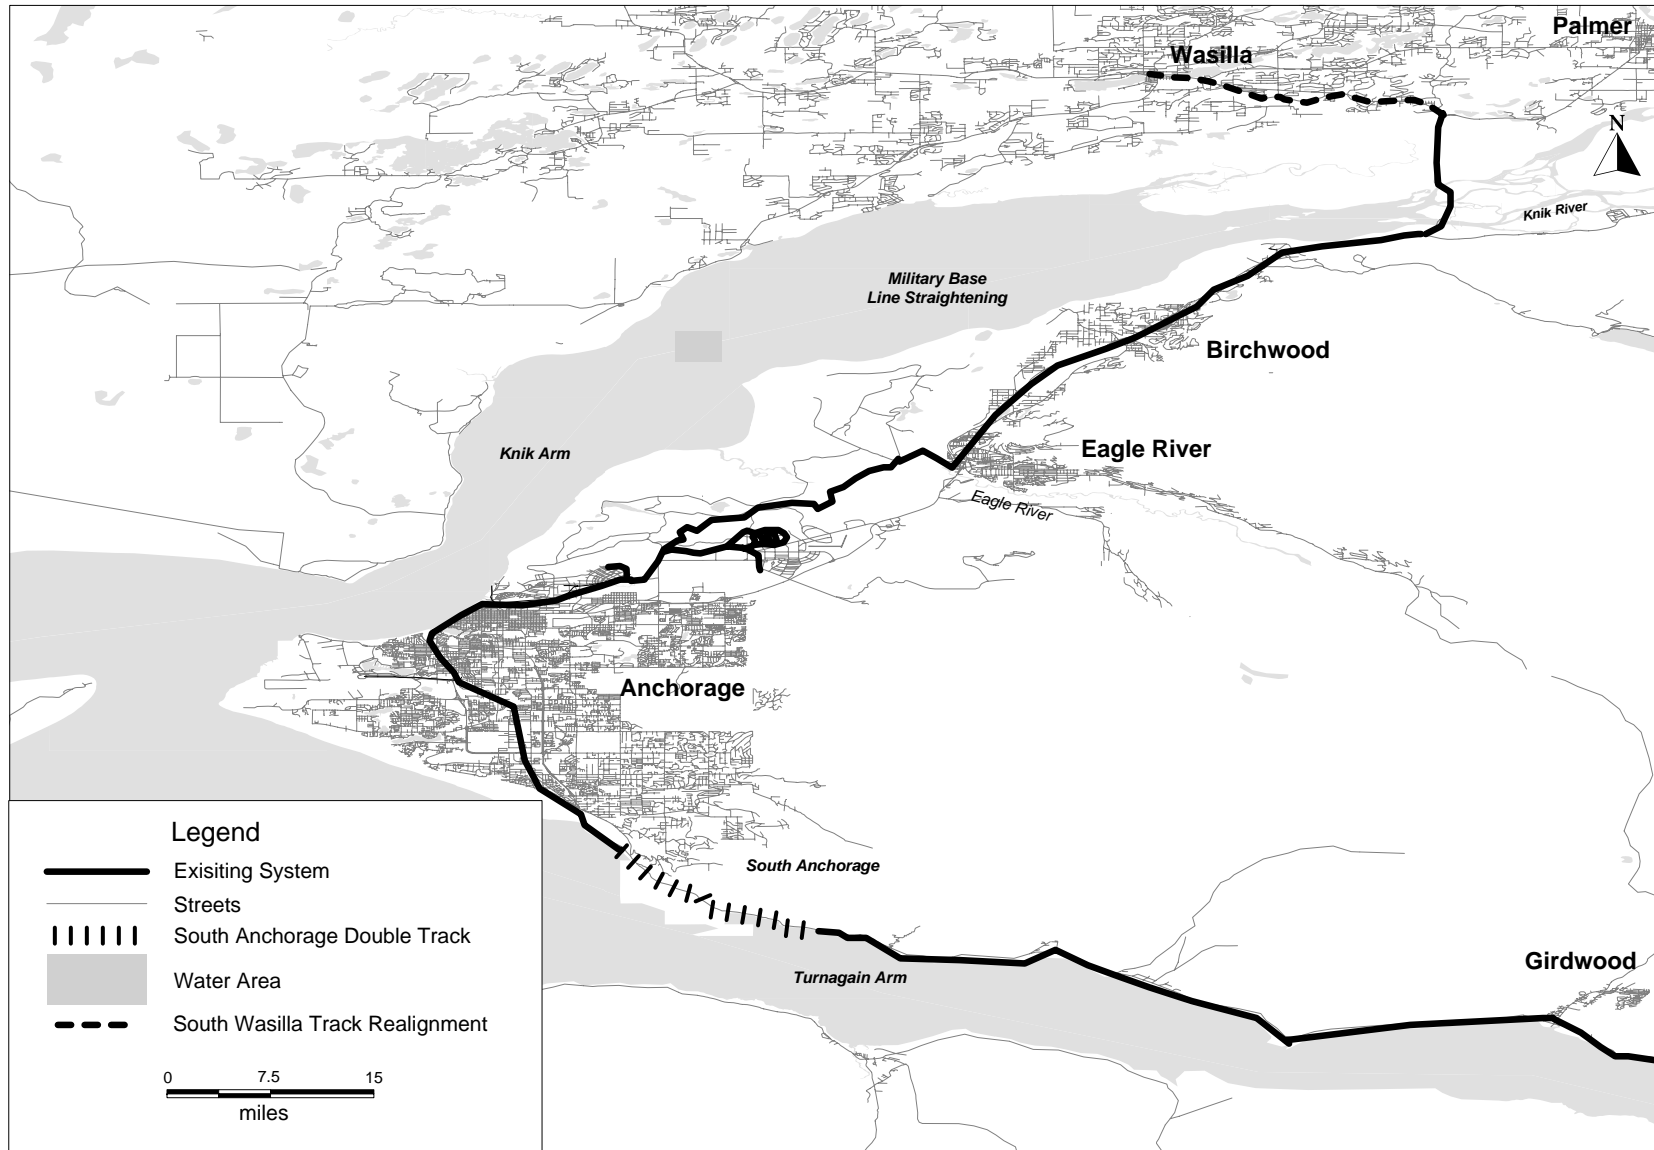 Palmer
Wasilla
N
Knik River
Military Base
Line Straightening
Birchwood
Knik Arm
Eagle River
Eagle River
Anchorage
South Anchorage
Turnagain Arm
Girdwood
Legend
Exisiting System
Streets
South Anchorage Double Track
Water Area
South Wasilla Track Realignment
0 7.5 15
miles